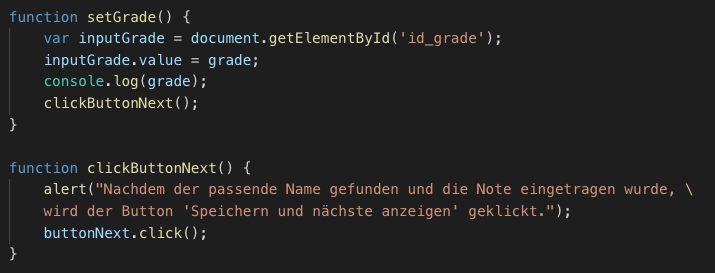 function setGrade() {
var inputGrade = document.getElementById('id_grade');
inputGrade.value = grade;
console.log(grade);
clickButtonNext();
}
function clickButtonNext() {
alert("Nachdem der passende Name gefunden und die Note eingetragen wurde, \
wird der Button 'Speichern und nächste anzeigen' geklickt.");
buttonNext.click();
}